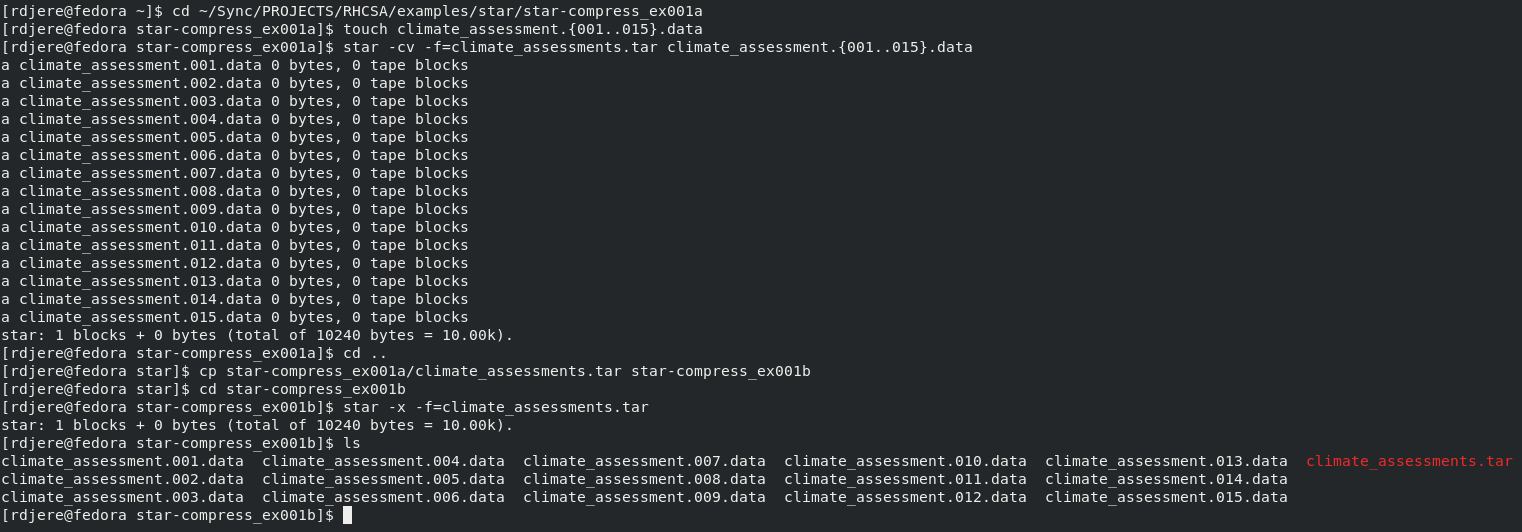 [rdjere@fedora ~]$ cd ~/Sync/PROJECTS/RHCSA/examples/star/star-compress_ex001a
[rdjere@fedora star-compress_ex001a]$ touch climate_assessment.{001..015}.data
[rdjere@fedora star-compress_ex001a]$ star -cv -f=climate_assessments.tar climate_assessment.{001..015}.data
a climate_assessment.001.data 0 bytes, 0 tape blocks
a climate_assessment.002.data 0 bytes, 0 tape blocks
a climate_assessment.003.data 0 bytes, 0 tape blocks
a climate_assessment.004.data 0 bytes, 0 tape blocks
a climate_assessment.005.data 0 bytes, 0 tape blocks
a climate_assessment.006.data 0 bytes, 0 tape blocks
a climate_assessment.007.data 0 bytes, 0 tape blocks
a climate_assessment.008.data 0 bytes, 0 tape blocks
a climate_assessment.009.data 0 bytes, 0 tape blocks
a climate_assessment.010.data 0 bytes, 0 tape blocks
a climate_assessment.011.data 0 bytes, 0 tape blocks
a climate_assessment.012.data 0 bytes, 0 tape blocks
a climate_assessment.013.data 0 bytes, 0 tape blocks
a climate_assessment.014.data 0 bytes, 0 tape blocks
a climate_assessment.015.data 0 bytes, 0 tape blocks
star: 1 blocks + 0 bytes (total of 10240 bytes = 10.00k).
[rdjere@fedora star-compress_ex001a]$ cd ..
[rdjere@fedora star]$ cp star-compress_ex001a/climate_assessments.tar star-compress_ex001b
[rdjere@fedora star]$ cd star-compress_ex001b
[rdjere@fedora star-compress_ex001b]$ star -x -f=climate_assessments.tar
star: 1 blocks + 0 bytes (total of 10240 bytes = 10.00k).
[rdjere@fedora star-compress_ex001b]$ ls
climate_assessment.001.data  climate_assessment.004.data  climate_assessment.007.data  climate_assessment.010.data  climate_assessment.013.data  climate_assessments.tar
climate_assessment.002.data  climate_assessment.005.data  climate_assessment.008.data  climate_assessment.011.data  climate_assessment.014.data
climate_assessment.003.data  climate_assessment.006.data  climate_assessment.009.data  climate_assessment.012.data  climate_assessment.015.data
[rdjere@fedora star-compress_ex001b]$